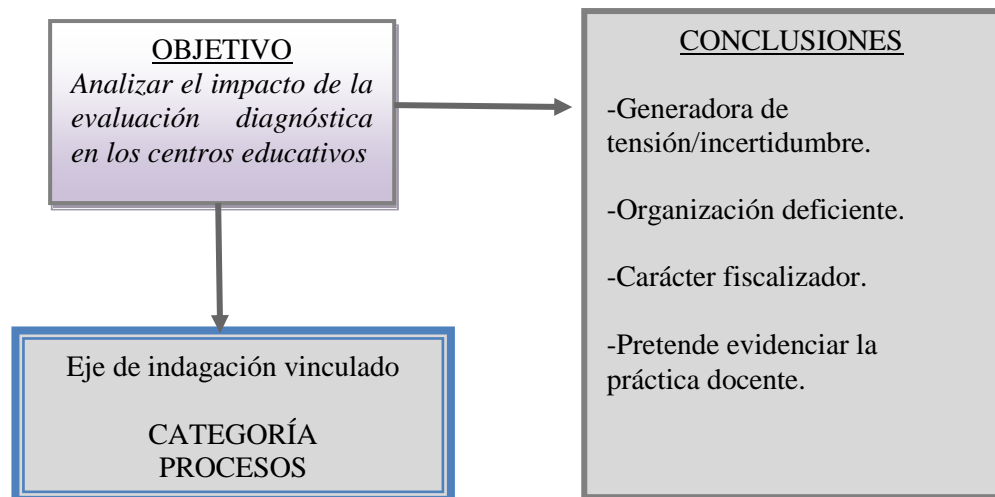 OBJETIVO
Analizar el impacto de la
evaluación diagnóstica
en los centros educativos
CONCLUSIONES
-Generadora de
tensión/incertidumbre.
-Organización deficiente.
-Carácter fiscalizador.
-Pretende evidenciar la
práctica docente.
Eje de indagación vinculado
CATEGORÍA
PROCESOS